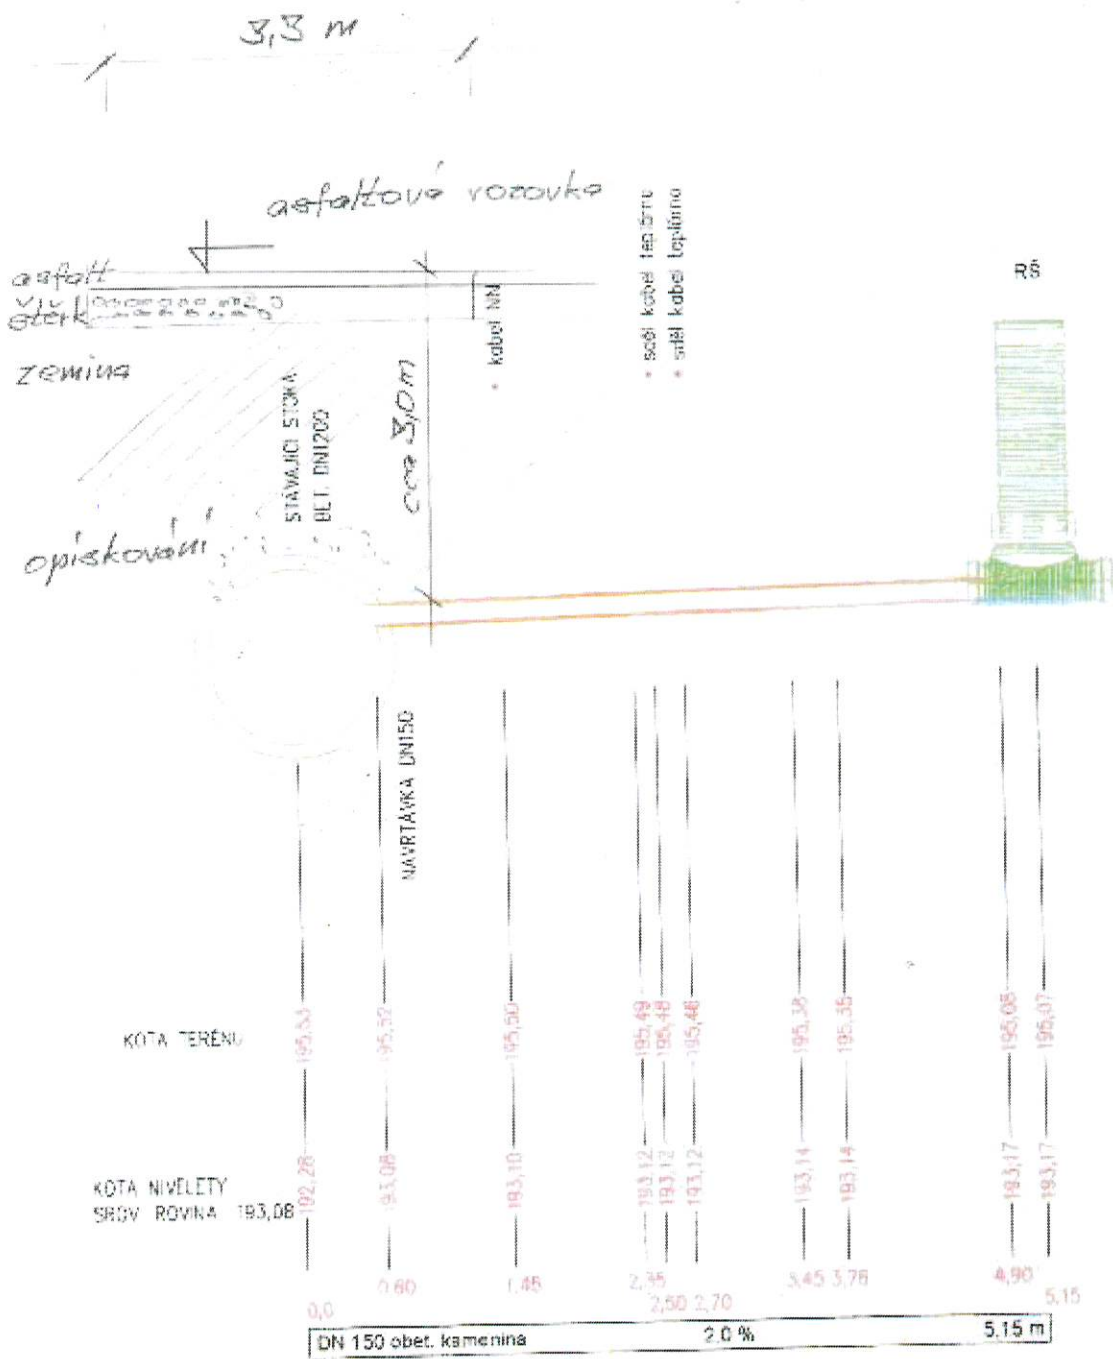 3,3 m
asfaltová vozovka
asfalt
štěrk
zemina
opískování
cca 3,0m
STÁVAJÍCÍ STOKA
BET. DN1200
kabel NN
sděl kabel teplárna
sděl kabel teplárna
RŠ
NAVRTÁVKA DN150
KOTA TERÉNU
195,53 195,52 195,50 195,49 195,48 195,46 195,38 195,35 195,08 195,07
KOTA NIVELETY
192,28 193,08 193,10 193,12 193,12 193,12 193,14 193,14 193,17 193,17
SROV ROVINA 193,08
0,0 0,60 1,45 2,35 2,50 2,70 3,45 3,76 4,90 5,15
DN 150 obet. kamenina 2.0 % 5.15 m